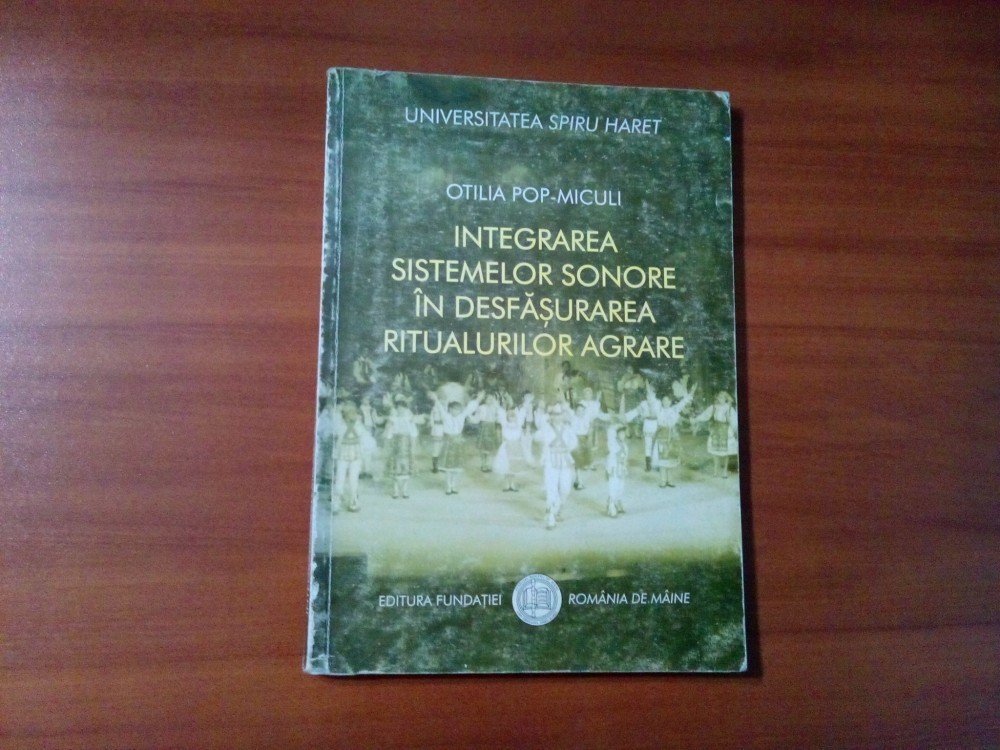 UNIVERSITATEA SPIRU HARET
OTILIA POP-MICULI
INTEGRAREA
SISTEMELOR SONORE
ÎN DESFĂȘURAREA
RITUALURILOR AGRARE
EDITURA FUNDAȚIEI ROMÂNIA DE MÂINE